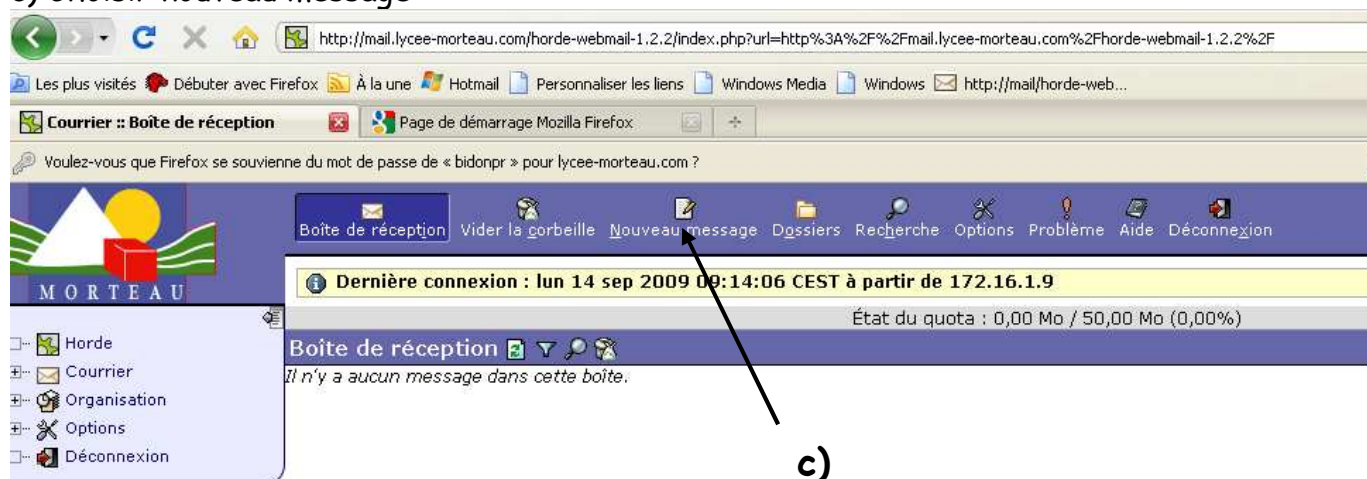 c) Choisir nouveau message
http://mail.lycee-morteau.com/horde-webmail-1.2.2/index.php?url=http%3A%2F%2Fmail.lycee-morteau.com%2Fhorde-webmail-1.2.2%2F
Les plus visités Débuter avec Firefox À la une Hotmail Personnaliser les liens Windows Media Windows http://mail/horde-web...
Courrier :: Boîte de réception Page de démarrage Mozilla Firefox
Voulez-vous que Firefox se souvienne du mot de passe de « bidonpr » pour lycee-morteau.com ?
Boîte de réception Vider la corbeille Nouveau message Dossiers Recherche Options Problème Aide Déconnexion
Dernière connexion : lun 14 sep 2009 09:14:06 CEST à partir de 172.16.1.9
MORTEAU
État du quota : 0,00 Mo / 50,00 Mo (0,00%)
Horde
Courrier
Organisation
Options
Déconnexion
Boîte de réception
Il n'y a aucun message dans cette boîte.
c)